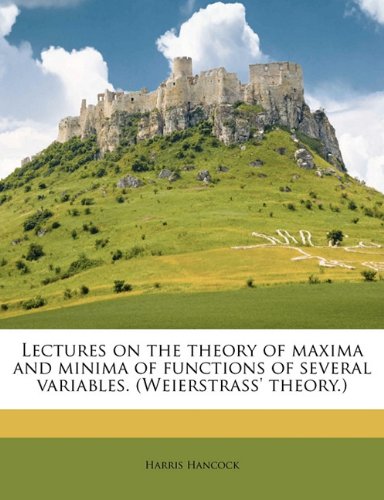 Lectures on the theory of maxima
and minima of functions of several
variables. (Weierstrass' theory.)
Harris Hancock